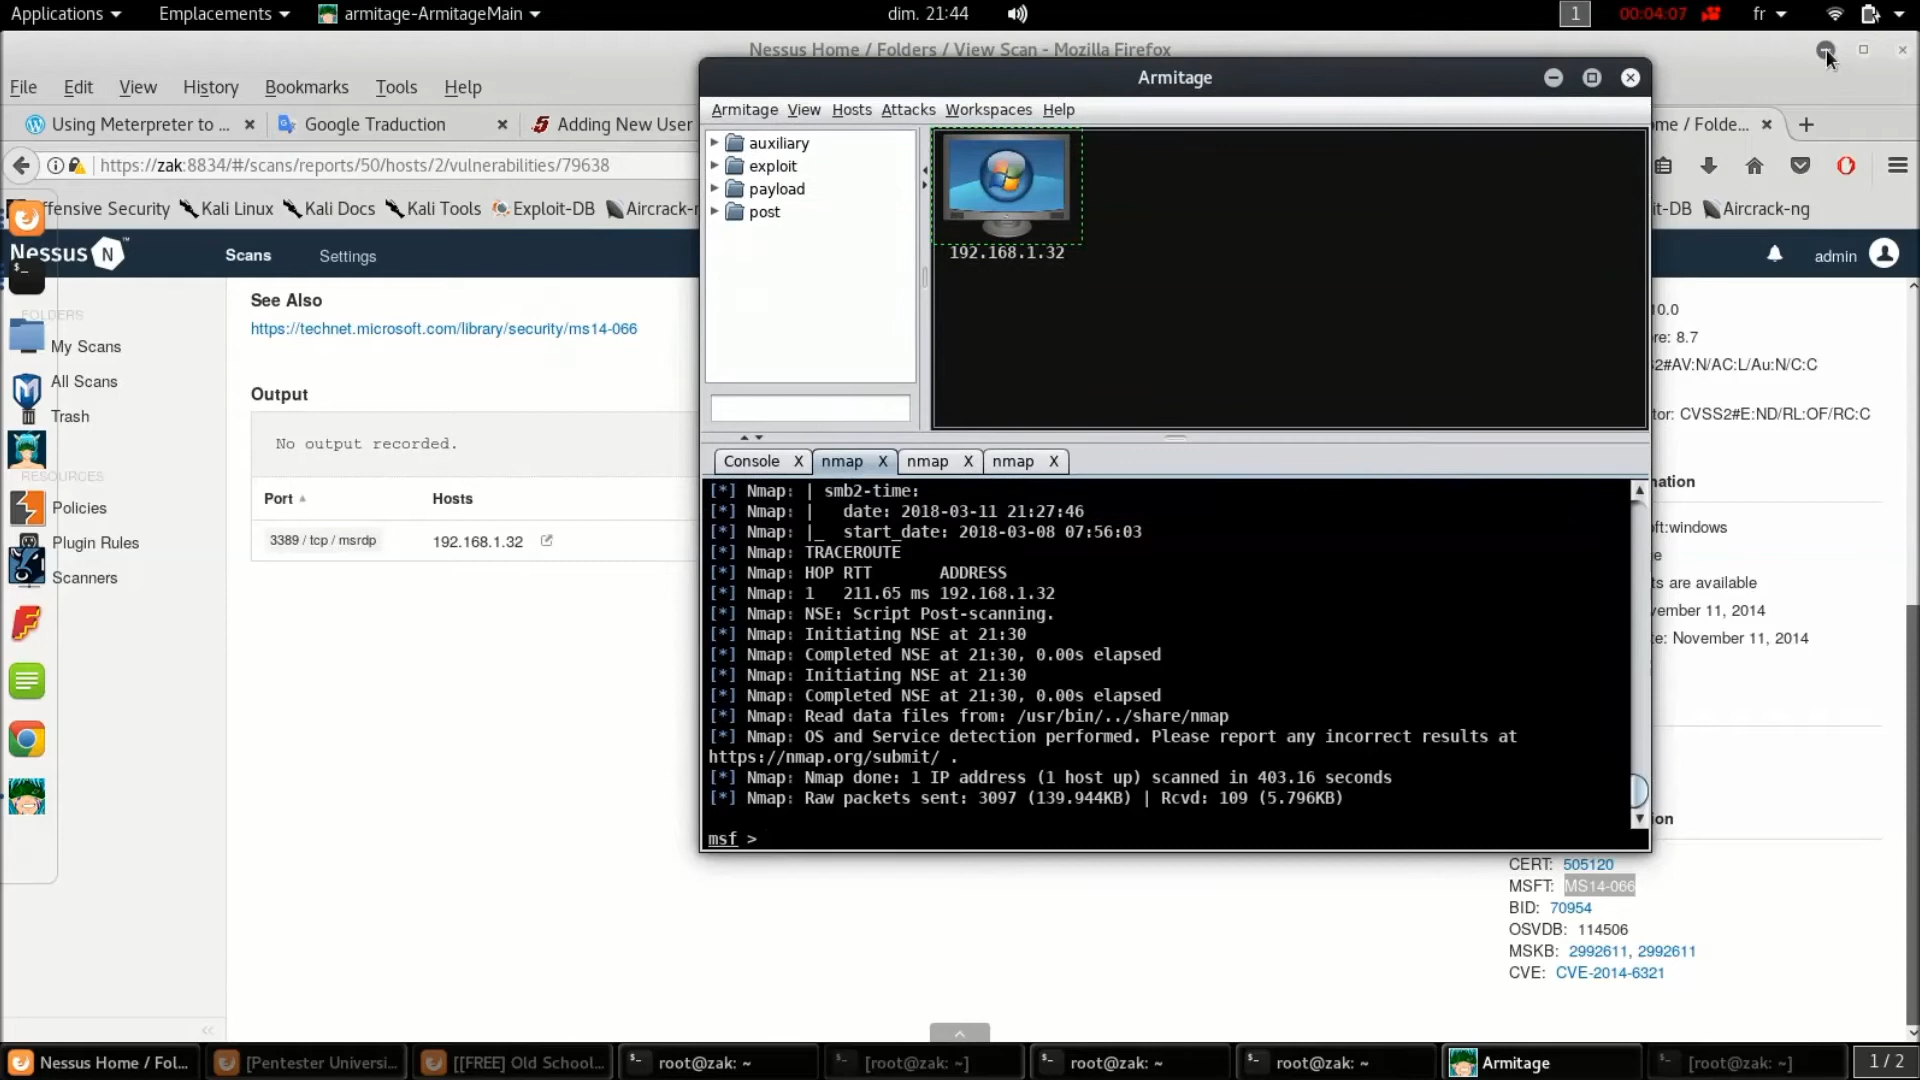 Applications Emplacements armitage-ArmitageMain dim. 21:44 1 00:04:07 fr
Nessus Home / Folders / View Scan - Mozilla Firefox
File Edit View History Bookmarks Tools Help
Using Meterpreter to ... × Google Traduction × Adding New User
ome / Folde... × +
https://zak:8834/#/scans/reports/50/hosts/2/vulnerabilities/79638
ffensive Security Kali Linux Kali Docs Kali Tools Exploit-DB Aircrack-n
it-DB Aircrack-ng
Nessus N ™ Scans Settings admin
FOLDERS
My Scans
All Scans
Trash
RESOURCES
Policies
Plugin Rules
Scanners
See Also
https://technet.microsoft.com/library/security/ms14-066
Output
No output recorded.
Port Hosts
3389 / tcp / msrdp 192.168.1.32
Armitage
Armitage View Hosts Attacks Workspaces Help
auxiliary
exploit
payload
post
192.168.1.32
Console X nmap X nmap X nmap X
[*] Nmap: | smb2-time:
[*] Nmap: |   date: 2018-03-11 21:27:46
[*] Nmap: |_  start_date: 2018-03-08 07:56:03
[*] Nmap: TRACEROUTE
[*] Nmap: HOP RTT       ADDRESS
[*] Nmap: 1   211.65 ms 192.168.1.32
[*] Nmap: NSE: Script Post-scanning.
[*] Nmap: Initiating NSE at 21:30
[*] Nmap: Completed NSE at 21:30, 0.00s elapsed
[*] Nmap: Initiating NSE at 21:30
[*] Nmap: Completed NSE at 21:30, 0.00s elapsed
[*] Nmap: Read data files from: /usr/bin/../share/nmap
[*] Nmap: OS and Service detection performed. Please report any incorrect results at
https://nmap.org/submit/ .
[*] Nmap: Nmap done: 1 IP address (1 host up) scanned in 403.16 seconds
[*] Nmap: Raw packets sent: 3097 (139.944KB) | Rcvd: 109 (5.796KB)
msf >
10.0
re: 8.7
S2#AV:N/AC:L/Au:N/C:C
tor: CVSS2#E:ND/RL:OF/RC:C
nation
oft:windows
e
ts are available
vember 11, 2014
te: November 11, 2014
ion
CERT: 505120
MSFT: MS14-066
BID: 70954
OSVDB: 114506
MSKB: 2992611, 2992611
CVE: CVE-2014-6321
Nessus Home / Fol... [Pentester Universi... [[FREE] Old School... root@zak: ~ [root@zak: ~] root@zak: ~ root@zak: ~ Armitage [root@zak: ~] 1 / 2